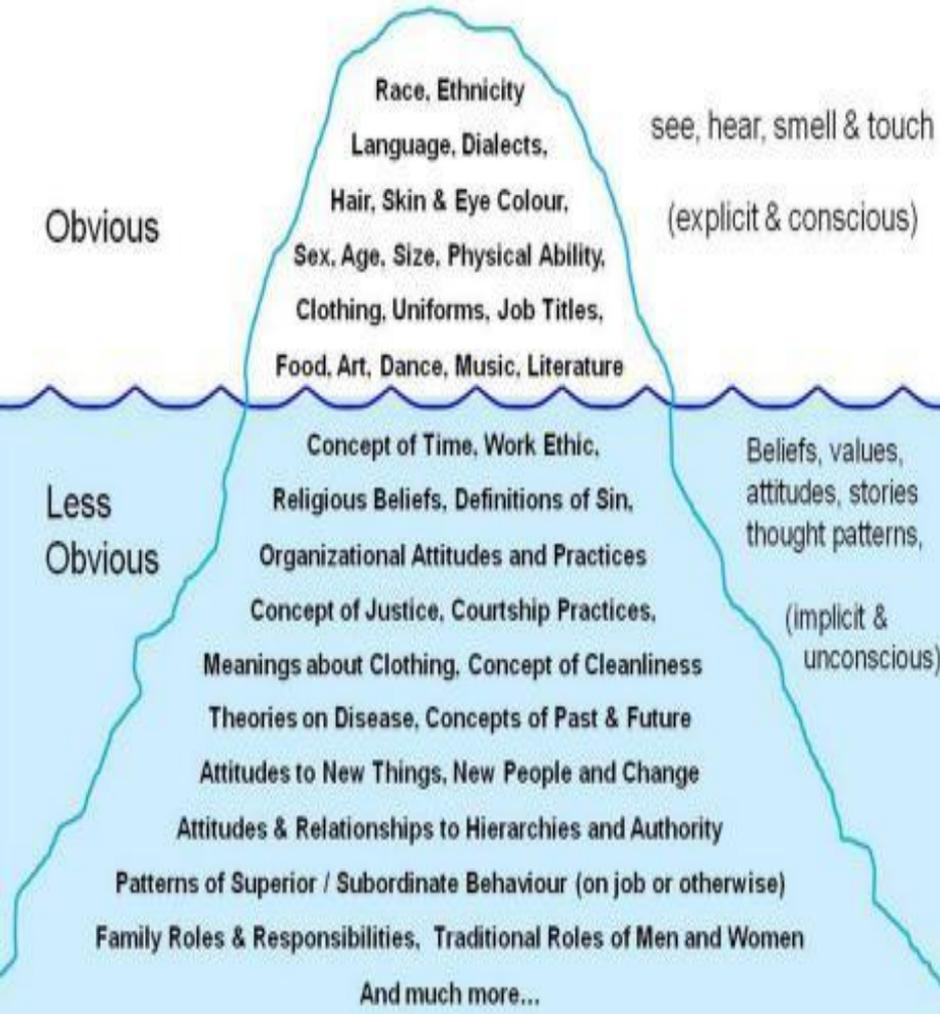 Race, Ethnicity
Language, Dialects,
Hair, Skin & Eye Colour,
Sex, Age, Size, Physical Ability,
Clothing, Uniforms, Job Titles,
Food, Art, Dance, Music, Literature
Obvious
see, hear, smell & touch
(explicit & conscious)
Concept of Time, Work Ethic,
Religious Beliefs, Definitions of Sin,
Organizational Attitudes and Practices
Concept of Justice, Courtship Practices,
Meanings about Clothing, Concept of Cleanliness
Theories on Disease, Concepts of Past & Future
Attitudes to New Things, New People and Change
Attitudes & Relationships to Hierarchies and Authority
Patterns of Superior / Subordinate Behaviour (on job or otherwise)
Family Roles & Responsibilities, Traditional Roles of Men and Women
And much more...
Less
Obvious
Beliefs, values,
attitudes, stories
thought patterns,
(implicit &
unconscious)